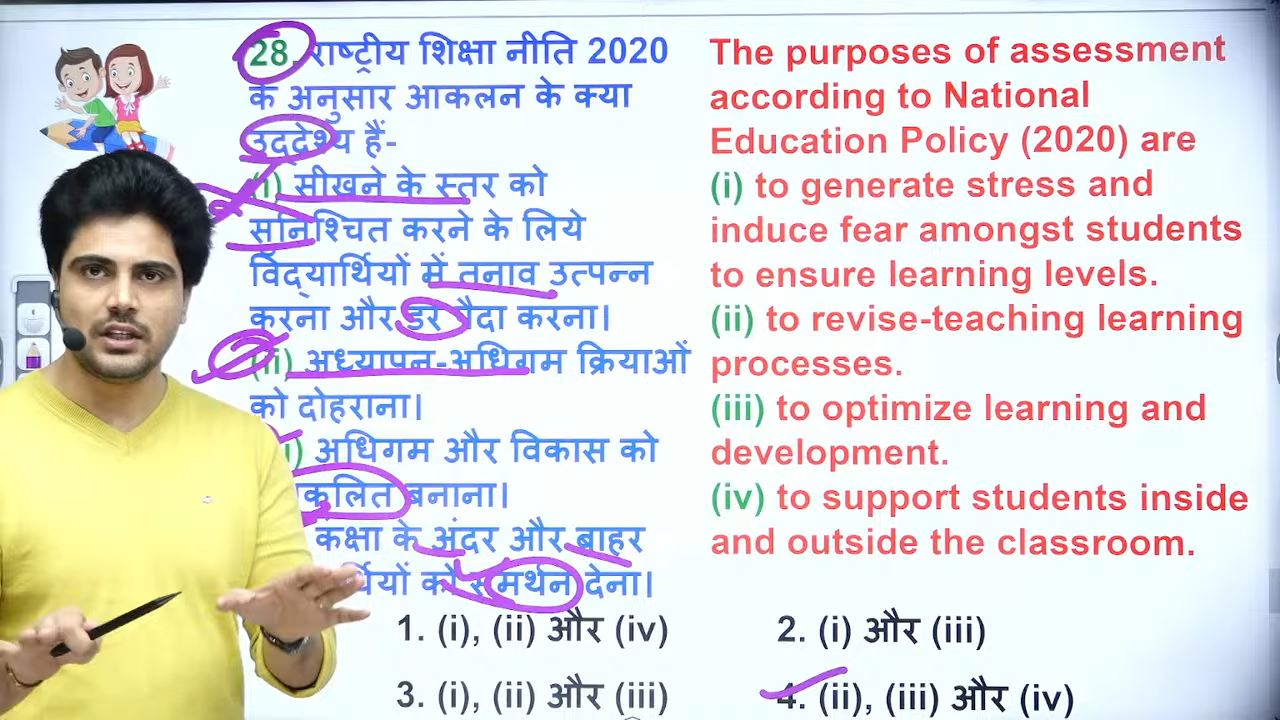 28. राष्ट्रीय शिक्षा नीति 2020
के अनुसार आकलन के क्या
उद्देश्य हैं-
(i) सीखने के स्तर को
सुनिश्चित करने के लिये
विद्यार्थियों में तनाव उत्पन्न
करना और डर पैदा करना।
(ii) अध्यापन-अधिगम क्रियाओं
को दोहराना।
अधिगम और विकास को
बनाना।
कक्षा के अंदर और बाहर
को समर्थन देना।
The purposes of assessment
according to National
Education Policy (2020) are
(i) to generate stress and
induce fear amongst students
to ensure learning levels.
(ii) to revise-teaching learning
processes.
(iii) to optimize learning and
development.
(iv) to support students inside
and outside the classroom.
1. (i), (ii) और (iv)
2. (i) और (iii)
3. (i), (ii) और (iii)
4. (ii), (iii) और (iv)